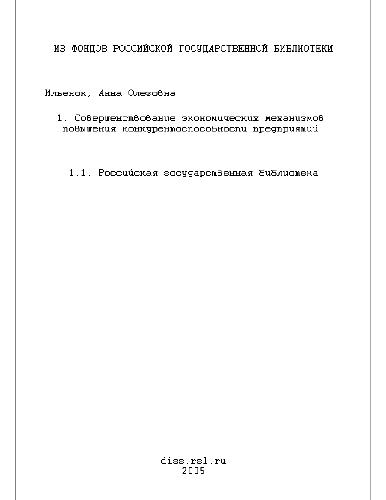 ИЗ ФОНДОВ РОССИЙСКОЙ ГОСУДАРСТВЕННОЙ БИБЛИОТЕКИ
Ильенок, Анна Олеговна
1. Совершенствование экономических механизмов
повышения конкурентоспособности предприятий
1.1. Российская государственная библиотека
diss.rsl.ru
2005